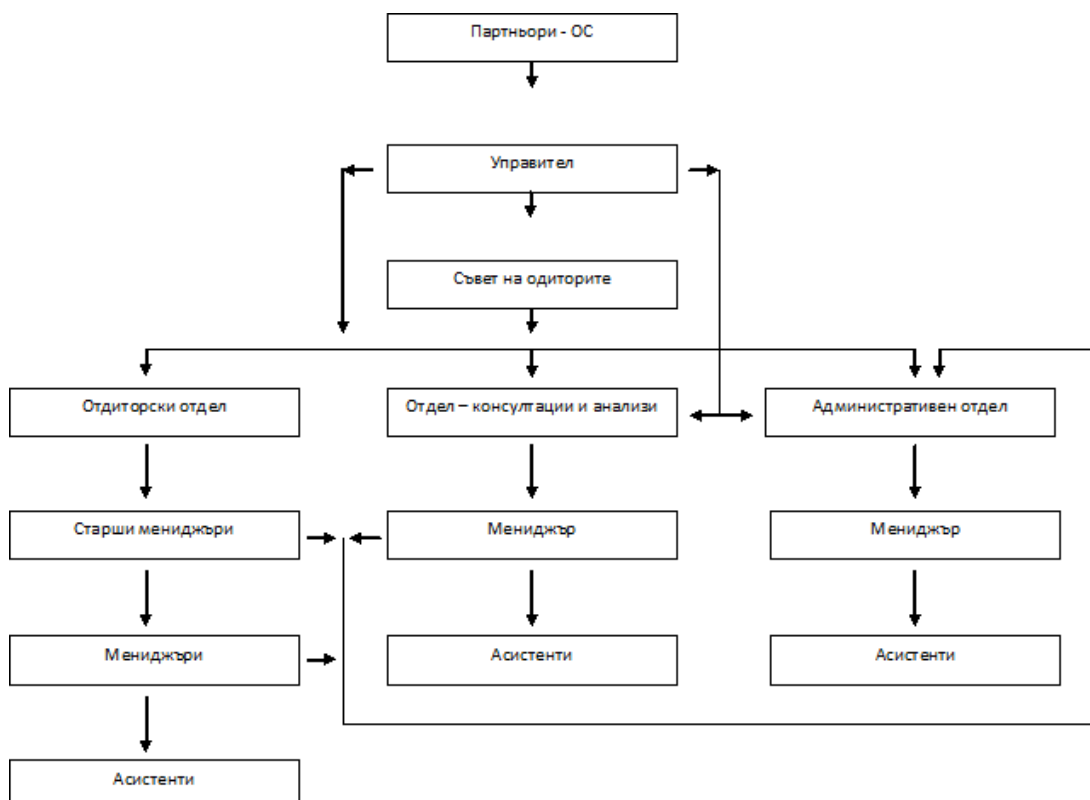 Партньори - ОС
Управител
Съвет на одиторите
Отдиторски отдел
Отдел – консултации и анализи
Административен отдел
Старши мениджъри
Мениджър
Мениджър
Мениджъри
Асистенти
Асистенти
Асистенти